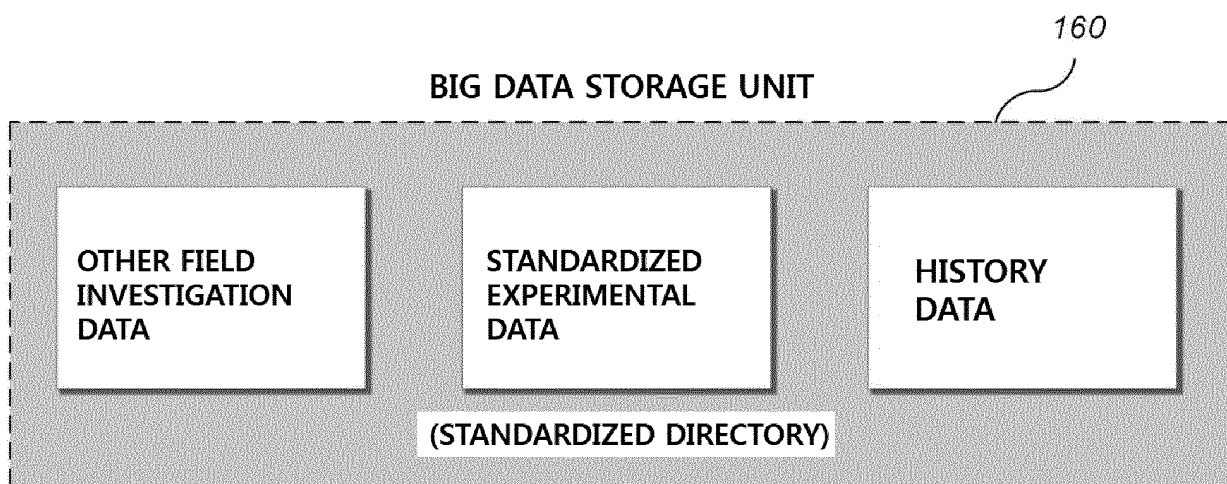 160
BIG DATA STORAGE UNIT
OTHER FIELD
INVESTIGATION
DATA
STANDARDIZED
EXPERIMENTAL
DATA
HISTORY
DATA
(STANDARDIZED DIRECTORY)